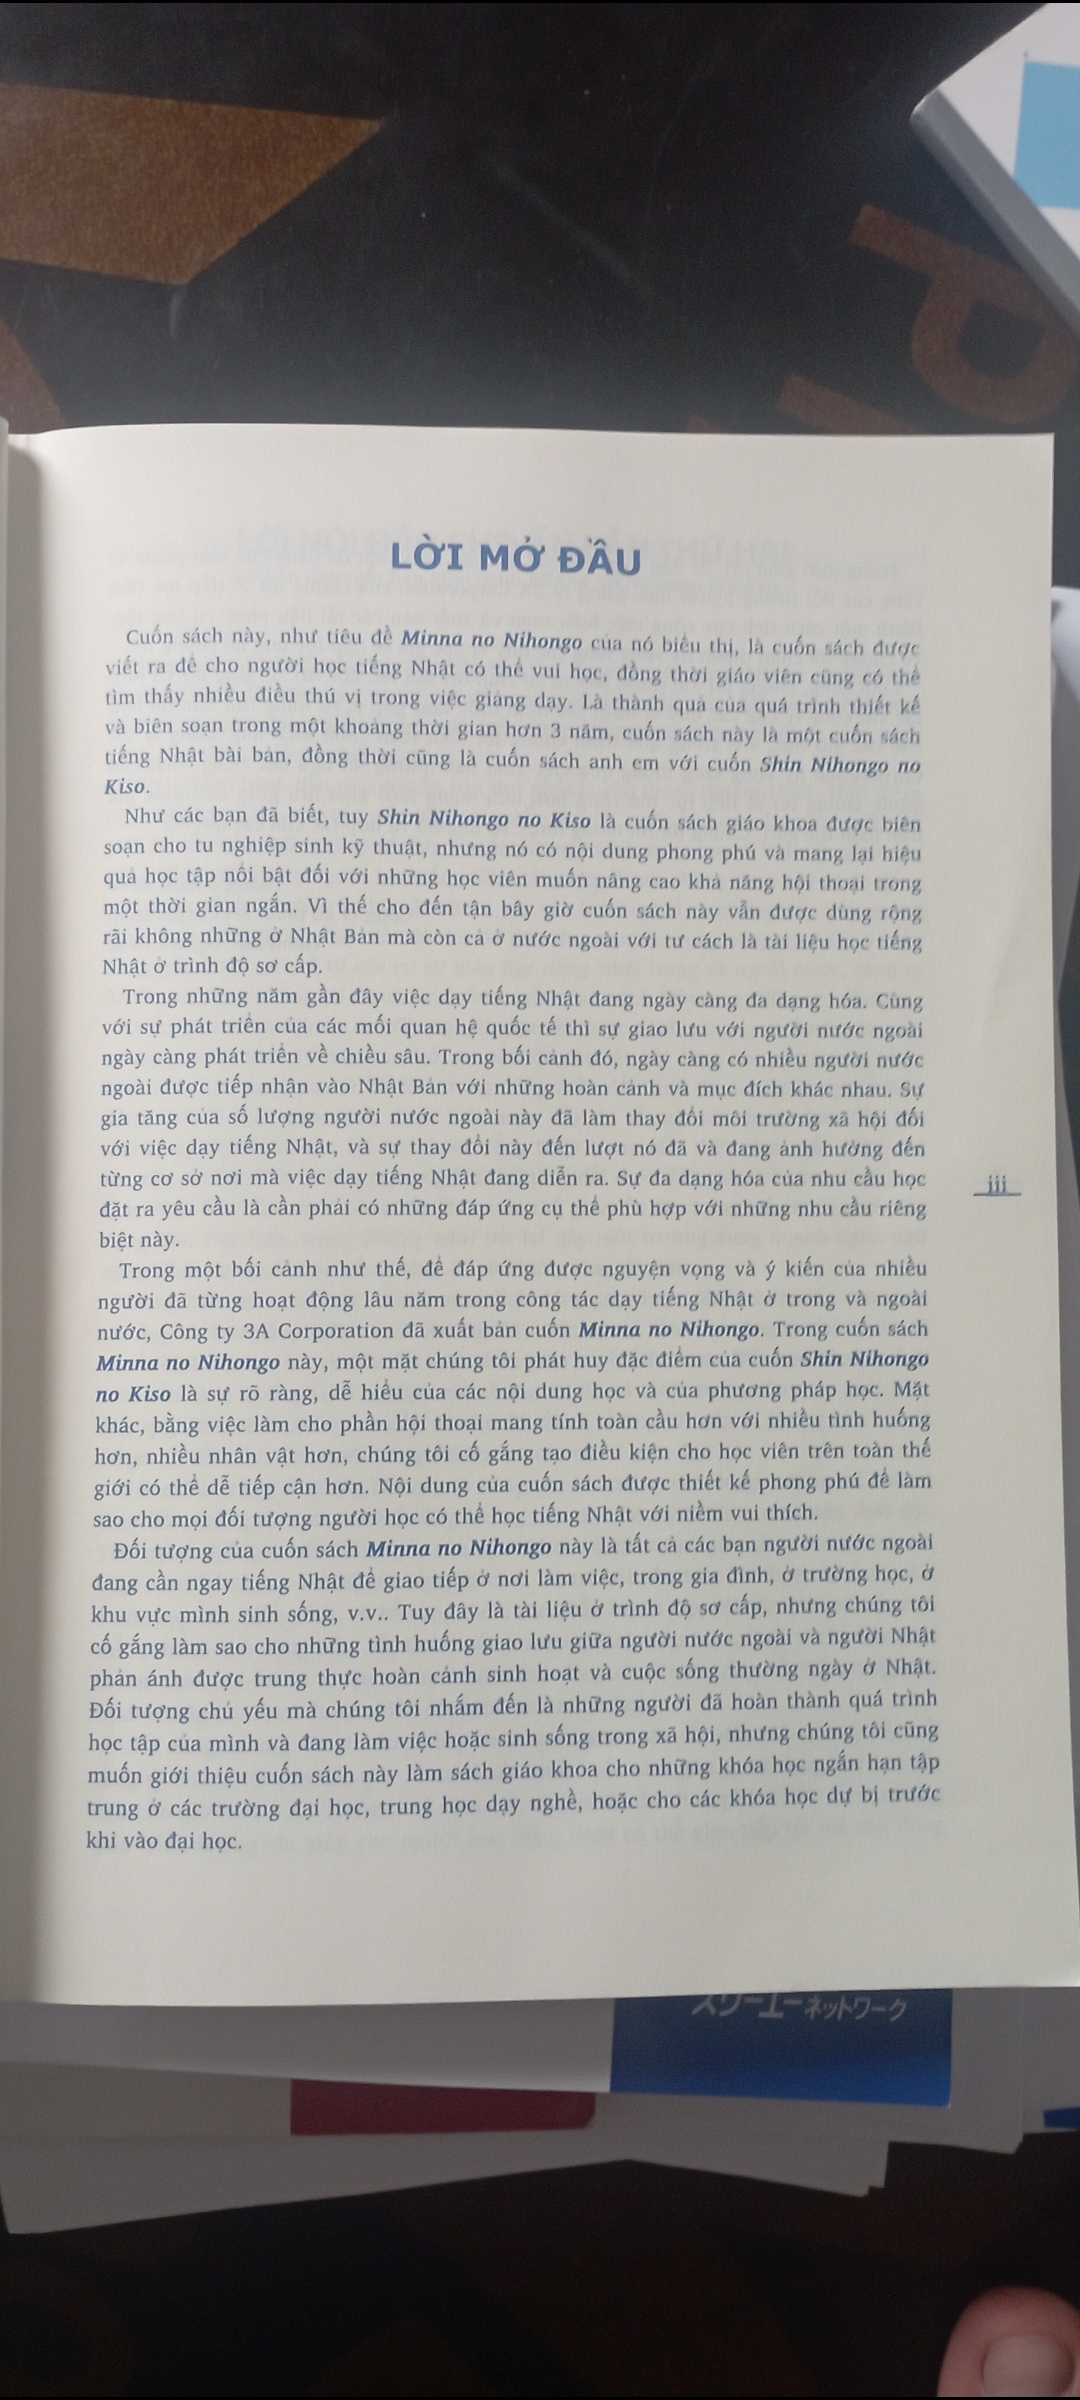 LỜI MỞ ĐẦU
Cuốn sách này, như tiêu đề Minna no Nihongo của nó biểu thị, là cuốn sách được
viết ra để cho người học tiếng Nhật có thể vui học, đồng thời giáo viên cũng có thể
tìm thấy nhiều điều thú vị trong việc giảng dạy. Là thành quả của quá trình thiết kế
và biên soạn trong một khoảng thời gian hơn 3 năm, cuốn sách này là một cuốn sách
tiếng Nhật bài bản, đồng thời cũng là cuốn sách anh em với cuốn Shin Nihongo no
Kiso.
Như các bạn đã biết, tuy Shin Nihongo no Kiso là cuốn sách giáo khoa được biên
soạn cho tu nghiệp sinh kỹ thuật, nhưng nó có nội dung phong phú và mang lại hiệu
quả học tập nổi bật đối với những học viên muốn nâng cao khả năng hội thoại trong
một thời gian ngắn. Vì thế cho đến tận bây giờ cuốn sách này vẫn được dùng rộng
rãi không những ở Nhật Bản mà còn cả ở nước ngoài với tư cách là tài liệu học tiếng
Nhật ở trình độ sơ cấp.
Trong những năm gần đây việc dạy tiếng Nhật đang ngày càng đa dạng hóa. Cùng
với sự phát triển của các mối quan hệ quốc tế thì sự giao lưu với người nước ngoài
ngày càng phát triển về chiều sâu. Trong bối cảnh đó, ngày càng có nhiều người nước
ngoài được tiếp nhận vào Nhật Bản với những hoàn cảnh và mục đích khác nhau. Sự
gia tăng của số lượng người nước ngoài này đã làm thay đổi môi trường xã hội đối
với việc dạy tiếng Nhật, và sự thay đổi này đến lượt nó đã và đang ảnh hưởng đến
từng cơ sở nơi mà việc dạy tiếng Nhật đang diễn ra. Sự đa dạng hóa của nhu cầu học
đặt ra yêu cầu là cần phải có những đáp ứng cụ thể phù hợp với những nhu cầu riêng
biệt này.
iii
Trong một bối cảnh như thế, để đáp ứng được nguyện vọng và ý kiến của nhiều
người đã từng hoạt động lâu năm trong công tác dạy tiếng Nhật ở trong và ngoài
nước, Công ty 3A Corporation đã xuất bản cuốn Minna no Nihongo. Trong cuốn sách
Minna no Nihongo này, một mặt chúng tôi phát huy đặc điểm của cuốn Shin Nihongo
no Kiso là sự rõ ràng, dễ hiểu của các nội dung học và của phương pháp học. Mặt
khác, bằng việc làm cho phần hội thoại mang tính toàn cầu hơn với nhiều tình huống
hơn, nhiều nhân vật hơn, chúng tôi cố gắng tạo điều kiện cho học viên trên toàn thế
giới có thể dễ tiếp cận hơn. Nội dung của cuốn sách được thiết kế phong phú để làm
sao cho mọi đối tượng người học có thể học tiếng Nhật với niềm vui thích.
Đối tượng của cuốn sách Minna no Nihongo này là tất cả các bạn người nước ngoài
đang cần ngay tiếng Nhật để giao tiếp ở nơi làm việc, trong gia đình, ở trường học, ở
khu vực mình sinh sống, v.v.. Tuy đây là tài liệu ở trình độ sơ cấp, nhưng chúng tôi
cố gắng làm sao cho những tình huống giao lưu giữa người nước ngoài và người Nhật
phản ánh được trung thực hoàn cảnh sinh hoạt và cuộc sống thường ngày ở Nhật.
Đối tượng chủ yếu mà chúng tôi nhắm đến là những người đã hoàn thành quá trình
học tập của mình và đang làm việc hoặc sinh sống trong xã hội, nhưng chúng tôi cũng
muốn giới thiệu cuốn sách này làm sách giáo khoa cho những khóa học ngắn hạn tập
trung ở các trường đại học, trung học dạy nghề, hoặc cho các khóa học dự bị trước
khi vào đại học.
スリーエーネットワーク